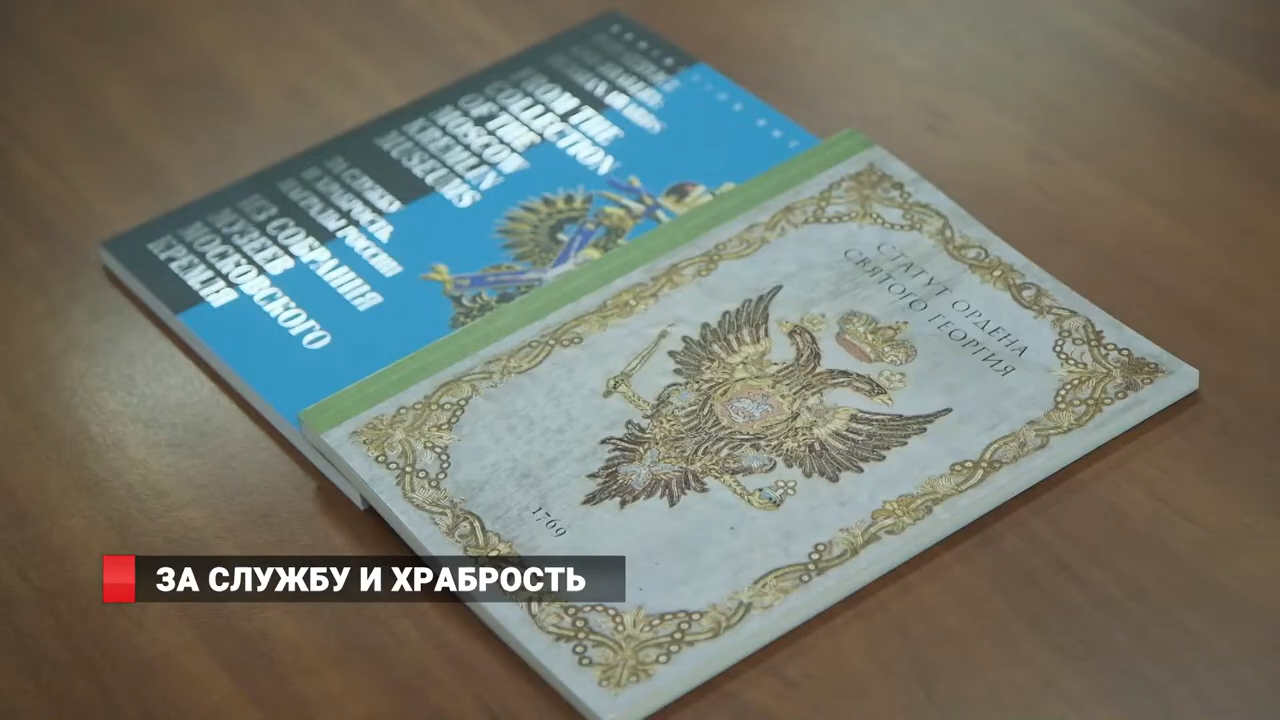 FROM THE
COLLECTION
OF THE
MOSCOW
KREMLIN
MUSEUMS
ЗА СЛУЖБУ
И ХРАБРОСТЬ
НАГРАДЫ РОССИИ
ИЗ СОБРАНИЯ
МУЗЕЕВ
МОСКОВСКОГО
КРЕМЛЯ
СТАТУТ ОРДЕНА
СВЯТОГО ГЕОРГИЯ
1769
ЗА СЛУЖБУ И ХРАБРОСТЬ